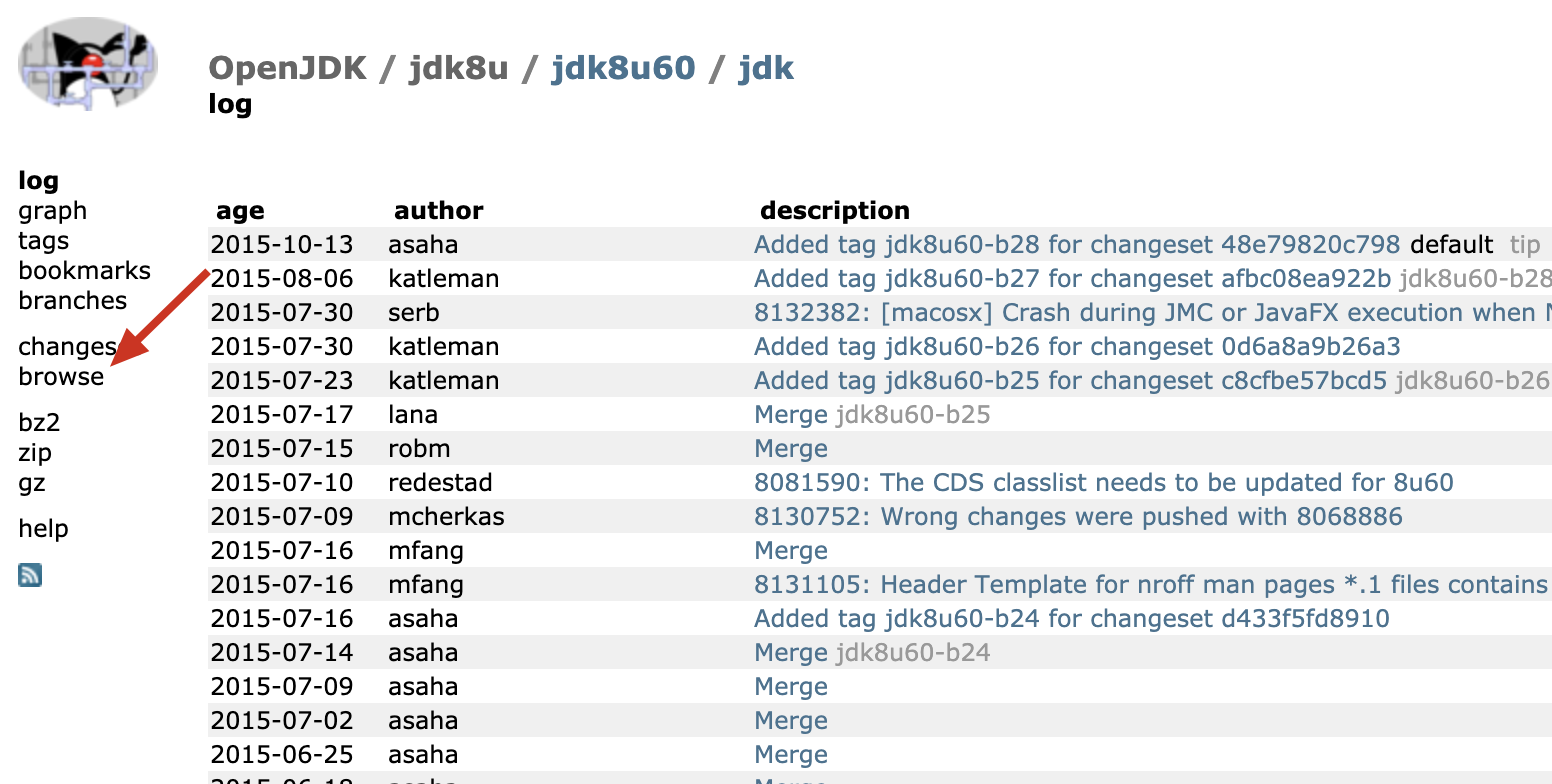 OpenJDK / jdk8u / jdk8u60 / jdk
log
log
graph
tags
bookmarks
branches
changes
browse
bz2
zip
gz
help
age author description
2015-10-13 asaha Added tag jdk8u60-b28 for changeset 48e79820c798 default tip
2015-08-06 katleman Added tag jdk8u60-b27 for changeset afbc08ea922b jdk8u60-b28
2015-07-30 serb 8132382: [macosx] Crash during JMC or JavaFX execution when
2015-07-30 katleman Added tag jdk8u60-b26 for changeset 0d6a8a9b26a3
2015-07-23 katleman Added tag jdk8u60-b25 for changeset c8cfbe57bcd5 jdk8u60-b26
2015-07-17 lana Merge jdk8u60-b25
2015-07-15 robm Merge
2015-07-10 redestad 8081590: The CDS classlist needs to be updated for 8u60
2015-07-09 mcherkas 8130752: Wrong changes were pushed with 8068886
2015-07-16 mfang Merge
2015-07-16 mfang 8131105: Header Template for nroff man pages *.1 files contains
2015-07-16 asaha Added tag jdk8u60-b24 for changeset d433f5fd8910
2015-07-14 asaha Merge jdk8u60-b24
2015-07-09 asaha Merge
2015-07-02 asaha Merge
2015-06-25 asaha Merge